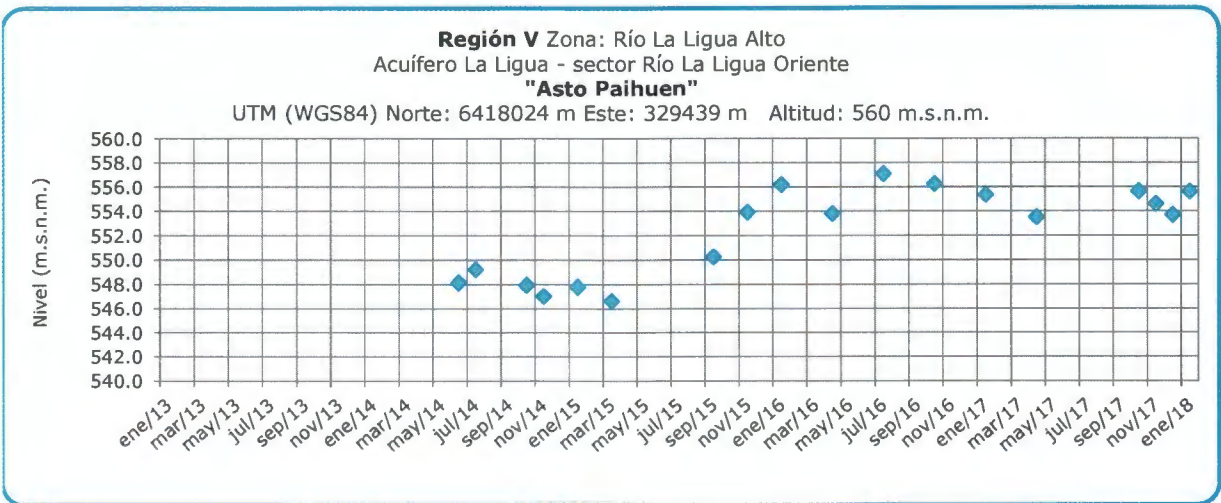 Región V Zona: Río La Ligua Alto
Acuífero La Ligua - sector Río La Ligua Oriente
"Asto Paihuen"
UTM (WGS84) Norte: 6418024 m Este: 329439 m Altitud: 560 m.s.n.m.
Nivel (m.s.n.m.)
560.0
558.0
556.0
554.0
552.0
550.0
548.0
546.0
544.0
542.0
540.0
ene/13
mar/13
may/13
jul/13
sep/13
nov/13
ene/14
mar/14
may/14
jul/14
sep/14
nov/14
ene/15
mar/15
may/15
jul/15
sep/15
nov/15
ene/16
mar/16
may/16
jul/16
sep/16
nov/16
ene/17
mar/17
may/17
jul/17
sep/17
nov/17
ene/18